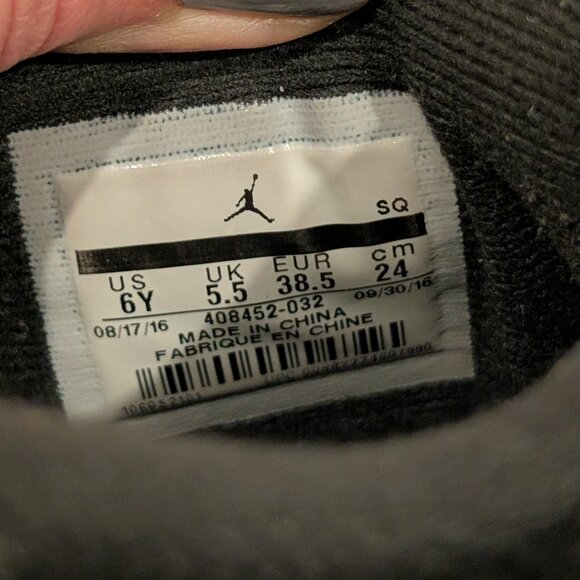 SQ
US UK EUR cm
6Y 5.5 38.5 24
08/17/16 408452-032 09/30/16
MADE IN CHINA
FABRIQUE EN CHINE